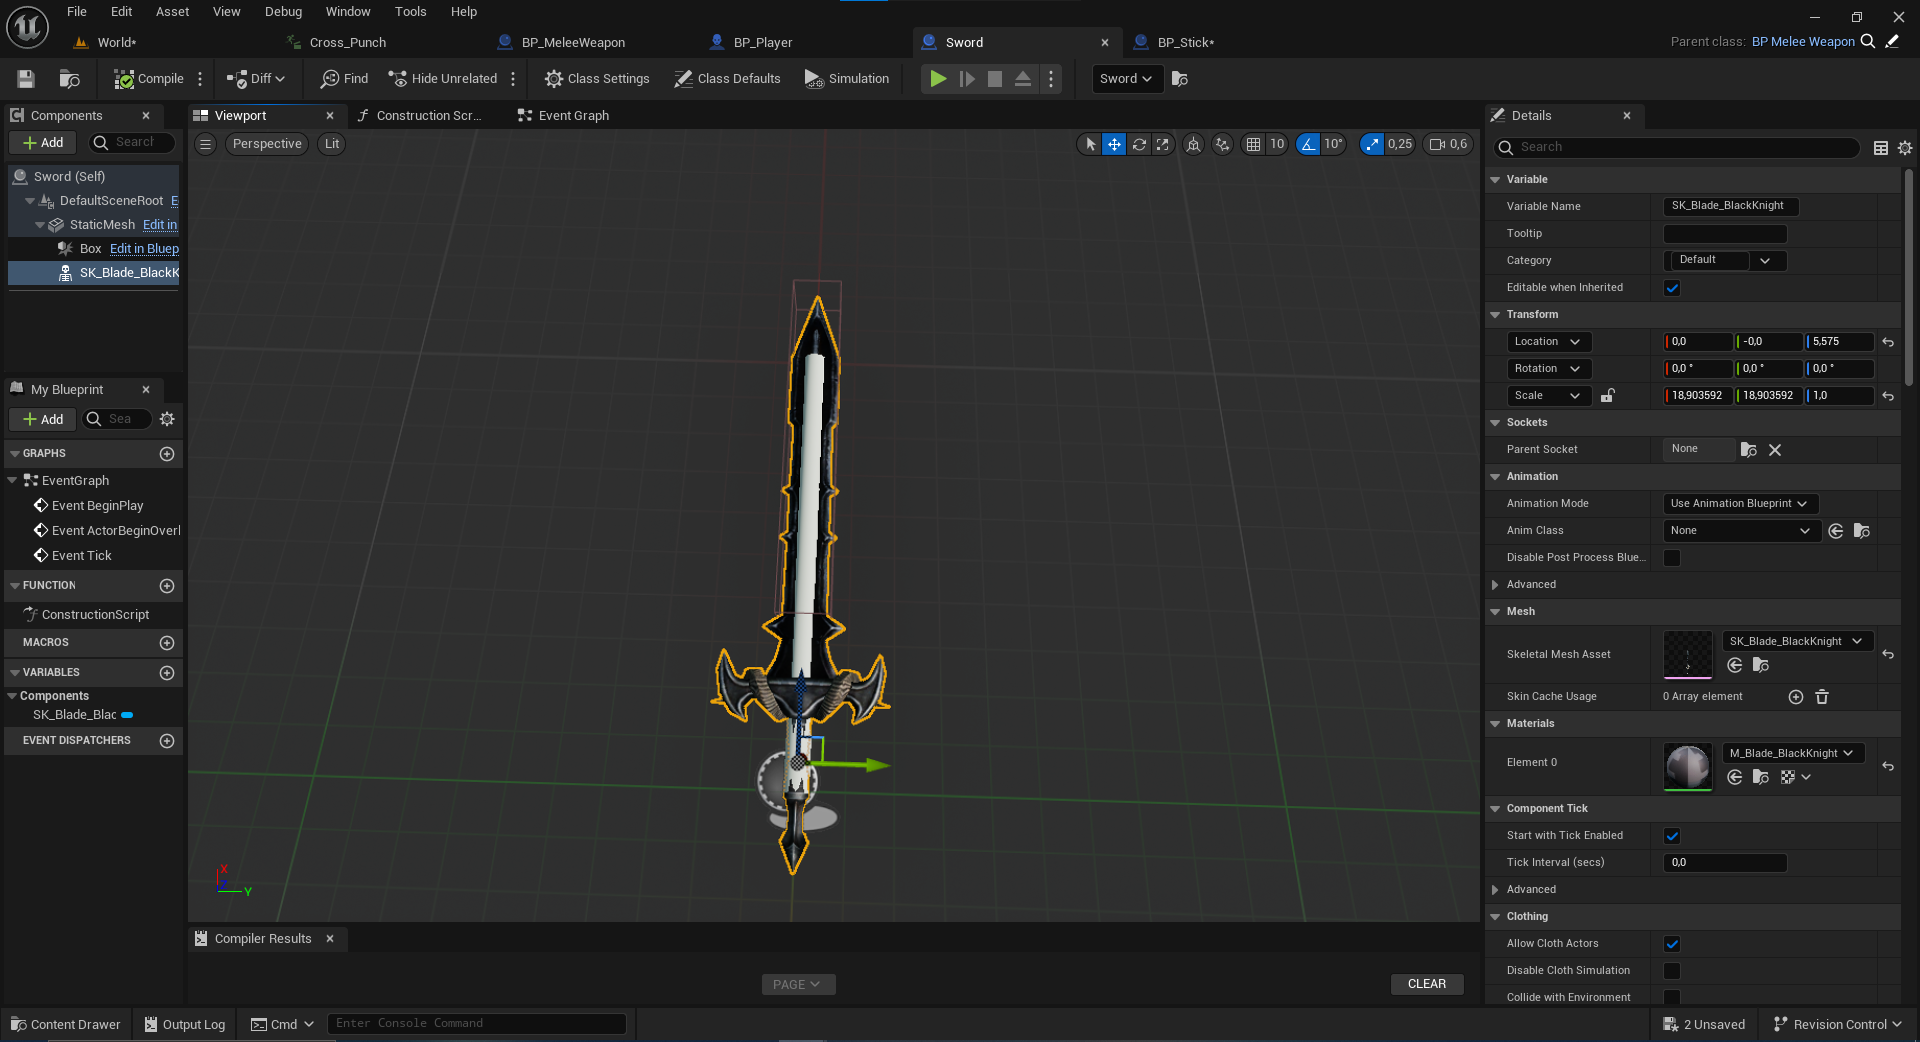 File Edit Asset View Debug Window Tools Help
World* Cross_Punch BP_MeleeWeapon BP_Player Sword BP_Stick* Parent class: BP Melee Weapon
Compile Diff Find Hide Unrelated Class Settings Class Defaults Simulation Sword
Components
Add Search
Sword (Self)
DefaultSceneRoot E
StaticMesh Edit in
Box Edit in Bluep
SK_Blade_BlackK
My Blueprint
Add Sea
GRAPHS
EventGraph
Event BeginPlay
Event ActorBeginOverl
Event Tick
FUNCTION
ConstructionScript
MACROS
VARIABLES
Components
SK_Blade_Blac
EVENT DISPATCHERS
Viewport Construction Scr... Event Graph
Perspective Lit 10 10° 0,25 0,6
X
Z
Y
Compiler Results
PAGE CLEAR
Details
Search
Variable
Variable Name SK_Blade_BlackKnight
Tooltip
Category Default
Editable when Inherited
Transform
Location 0,0 -0,0 5,575
Rotation 0,0 ° 0,0 ° 0,0 °
Scale 18,903592 18,903592 1,0
Sockets
Parent Socket None
Animation
Animation Mode Use Animation Blueprint
Anim Class None
Disable Post Process Blue...
Advanced
Mesh
Skeletal Mesh Asset SK_Blade_BlackKnight
Skin Cache Usage 0 Array element
Materials
Element 0 M_Blade_BlackKnight
Component Tick
Start with Tick Enabled
Tick Interval (secs) 0,0
Advanced
Clothing
Allow Cloth Actors
Disable Cloth Simulation
Collide with Environment
Content Drawer Output Log Cmd Enter Console Command 2 Unsaved Revision Control